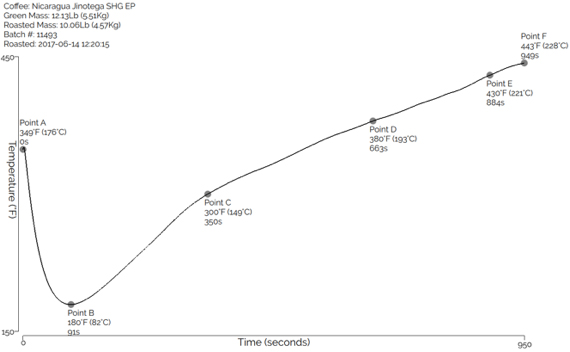 Coffee: Nicaragua Jinotega SHG EP
Green Mass: 12.13Lb (5.51Kg)
Roasted Mass: 10.06Lb (4.57Kg)
Batch #: 11493
Roasted: 2017-06-14 12:20:15
450
Point F
443°F (228°C)
949s
Point E
430°F (221°C)
884s
Point A
349°F (176°C)
0s
Point D
380°F (193°C)
663s
Temperature (°F)
Point C
300°F (149°C)
350s
Point B
180°F (82°C)
91s
150
0
Time (seconds)
950